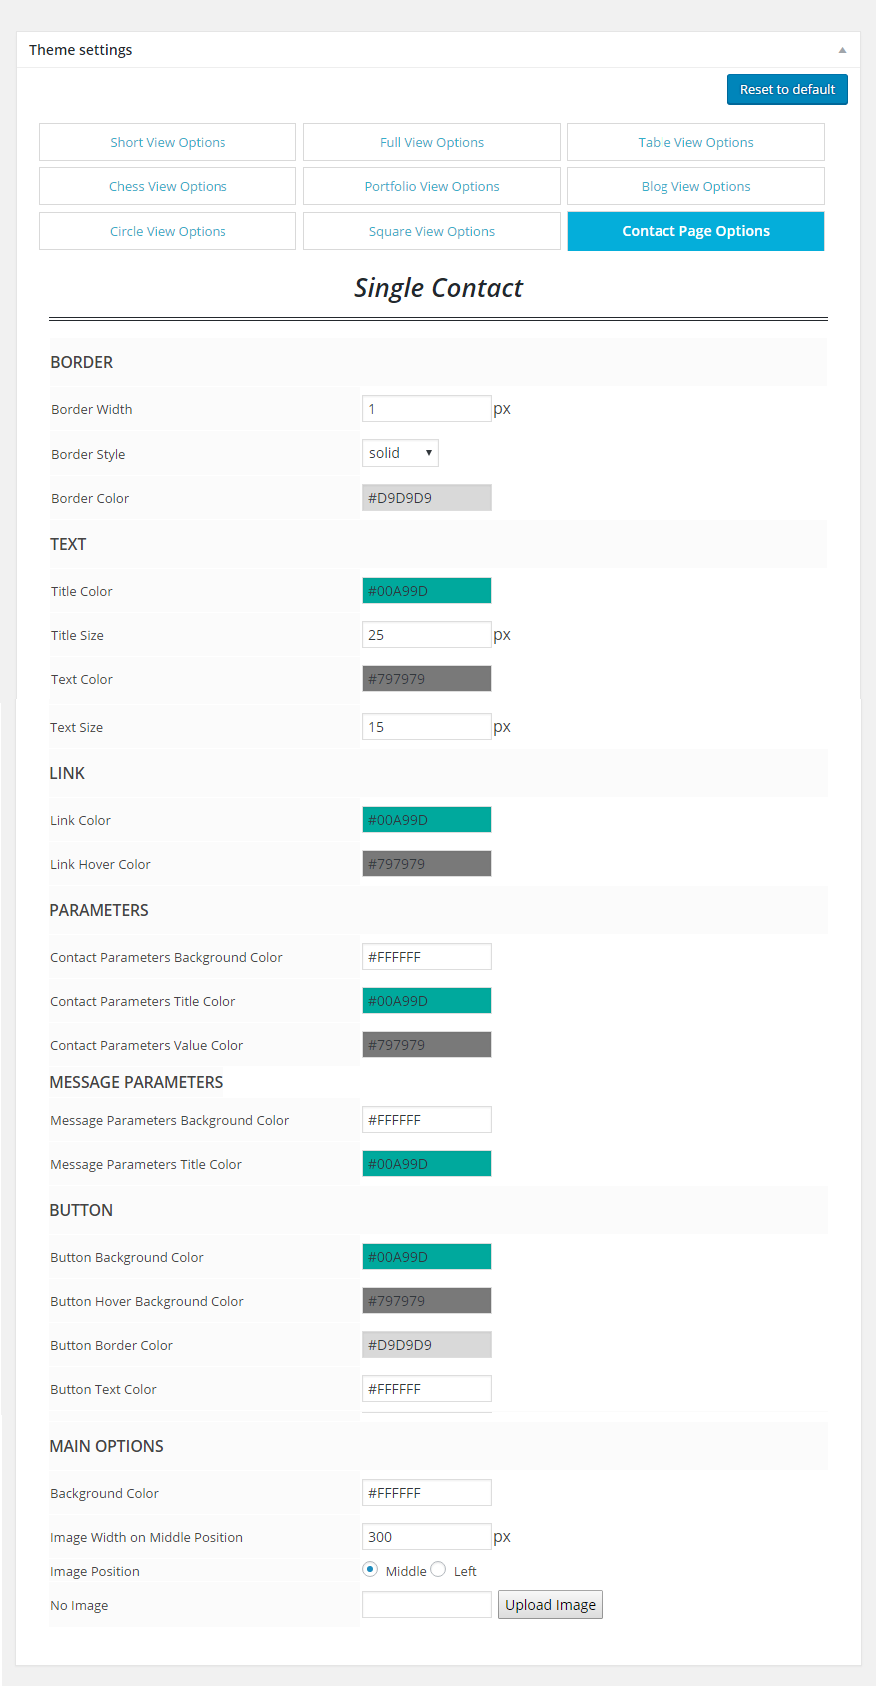 Theme settings
Reset to default
Short View Options Full View Options Table View Options
Chess View Options Portfolio View Options Blog View Options
Circle View Options Square View Options Contact Page Options
Single Contact
BORDER
Border Width 1 px
Border Style solid
Border Color #D9D9D9
TEXT
Title Color #00A99D
Title Size 25 px
Text Color #797979
Text Size 15 px
LINK
Link Color #00A99D
Link Hover Color #797979
PARAMETERS
Contact Parameters Background Color #FFFFFF
Contact Parameters Title Color #00A99D
Contact Parameters Value Color #797979
MESSAGE PARAMETERS
Message Parameters Background Color #FFFFFF
Message Parameters Title Color #00A99D
BUTTON
Button Background Color #00A99D
Button Hover Background Color #797979
Button Border Color #D9D9D9
Button Text Color #FFFFFF
MAIN OPTIONS
Background Color #FFFFFF
Image Width on Middle Position 300 px
Image Position Middle Left
No Image Upload Image